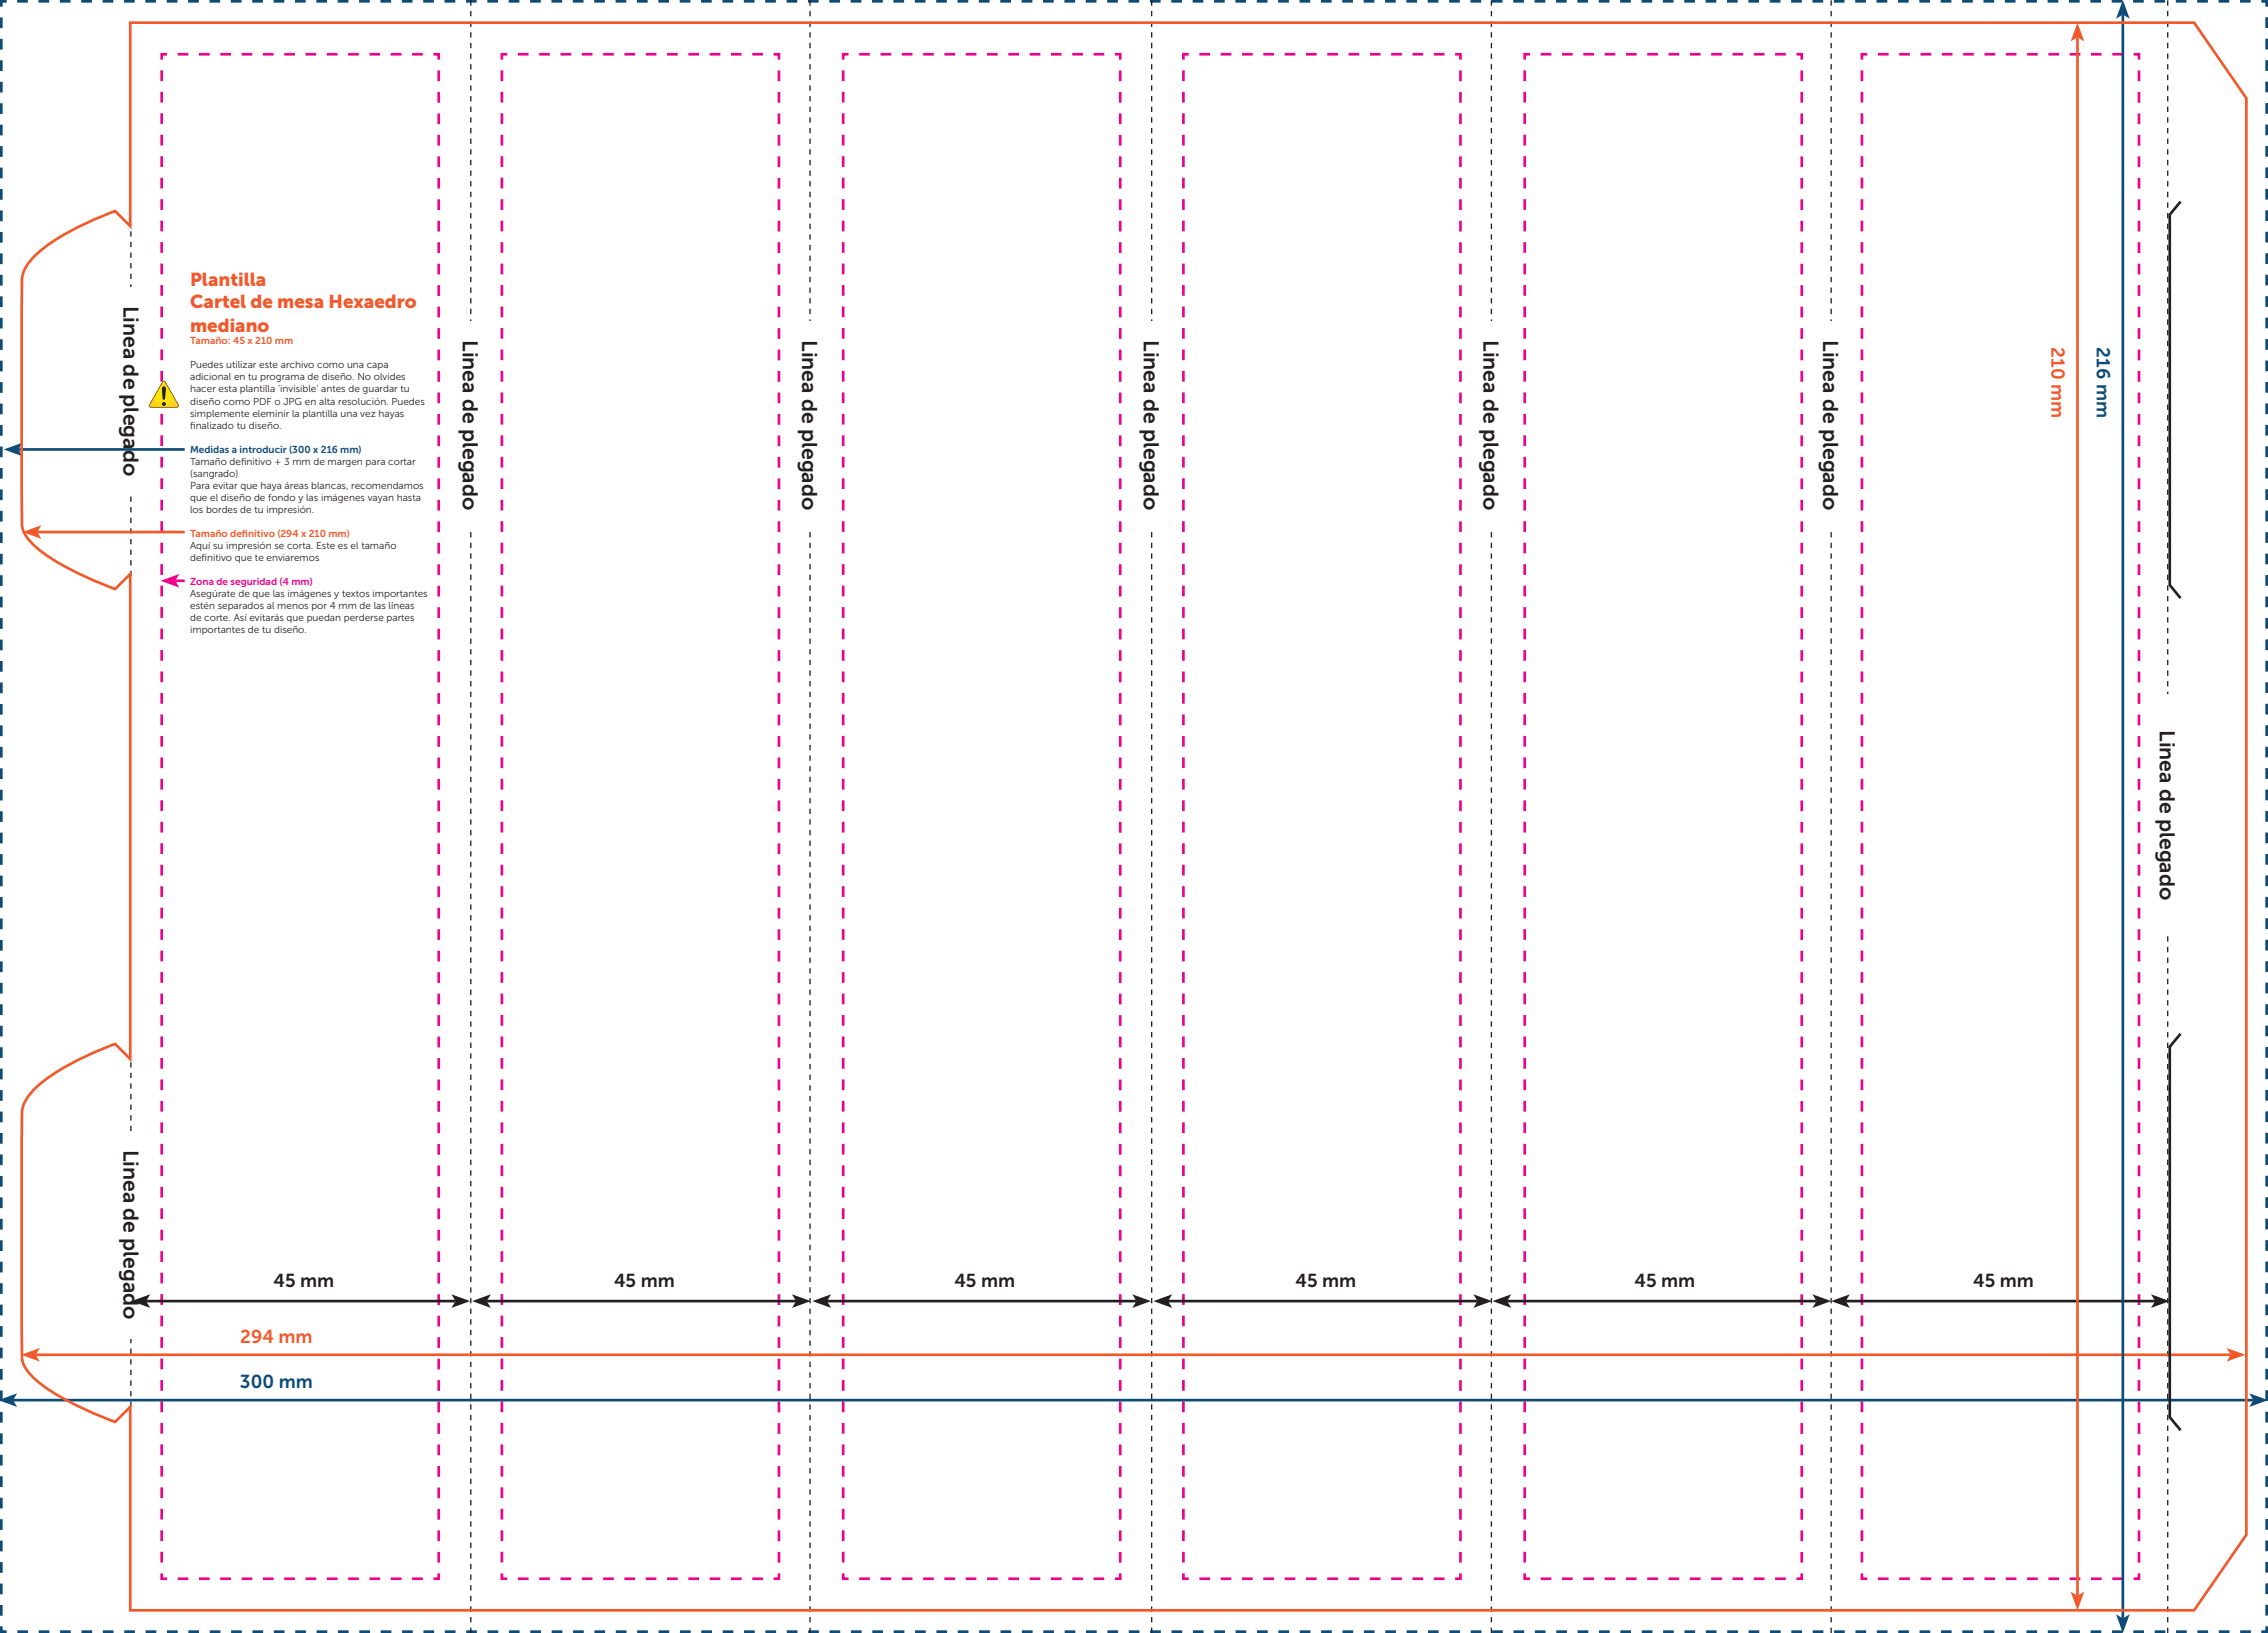 Plantilla
Cartel de mesa Hexaedro
mediano
Tamaño: 45 x 210 mm
Puedes utilizar este archivo como una capa
adicional en tu programa de diseño. No olvides
hacer esta plantilla ‘invisible’ antes de guardar tu
diseño como PDF o JPG en alta resolución. Puedes
simplemente eleminir la plantilla una vez hayas
finalizado tu diseño.
Medidas a introducir (300 x 216 mm)
Tamaño definitivo + 3 mm de margen para cortar
(sangrado)
Para evitar que haya áreas blancas, recomendamos
que el diseño de fondo y las imágenes vayan hasta
los bordes de tu impresión.
Tamaño definitivo (294 x 210 mm)
Aquí su impresión se corta. Este es el tamaño
definitivo que te enviaremos
Zona de seguridad (4 mm)
Asegúrate de que las imágenes y textos importantes
estén separados al menos por 4 mm de las líneas
de corte. Así evitarás que puedan perderse partes
importantes de tu diseño.
Linea de plegado
Linea de plegado
Linea de plegado
Linea de plegado
Linea de plegado
Linea de plegado
210 mm
216 mm
Linea de plegado
Linea de plegado
45 mm
45 mm
45 mm
45 mm
45 mm
45 mm
294 mm
300 mm